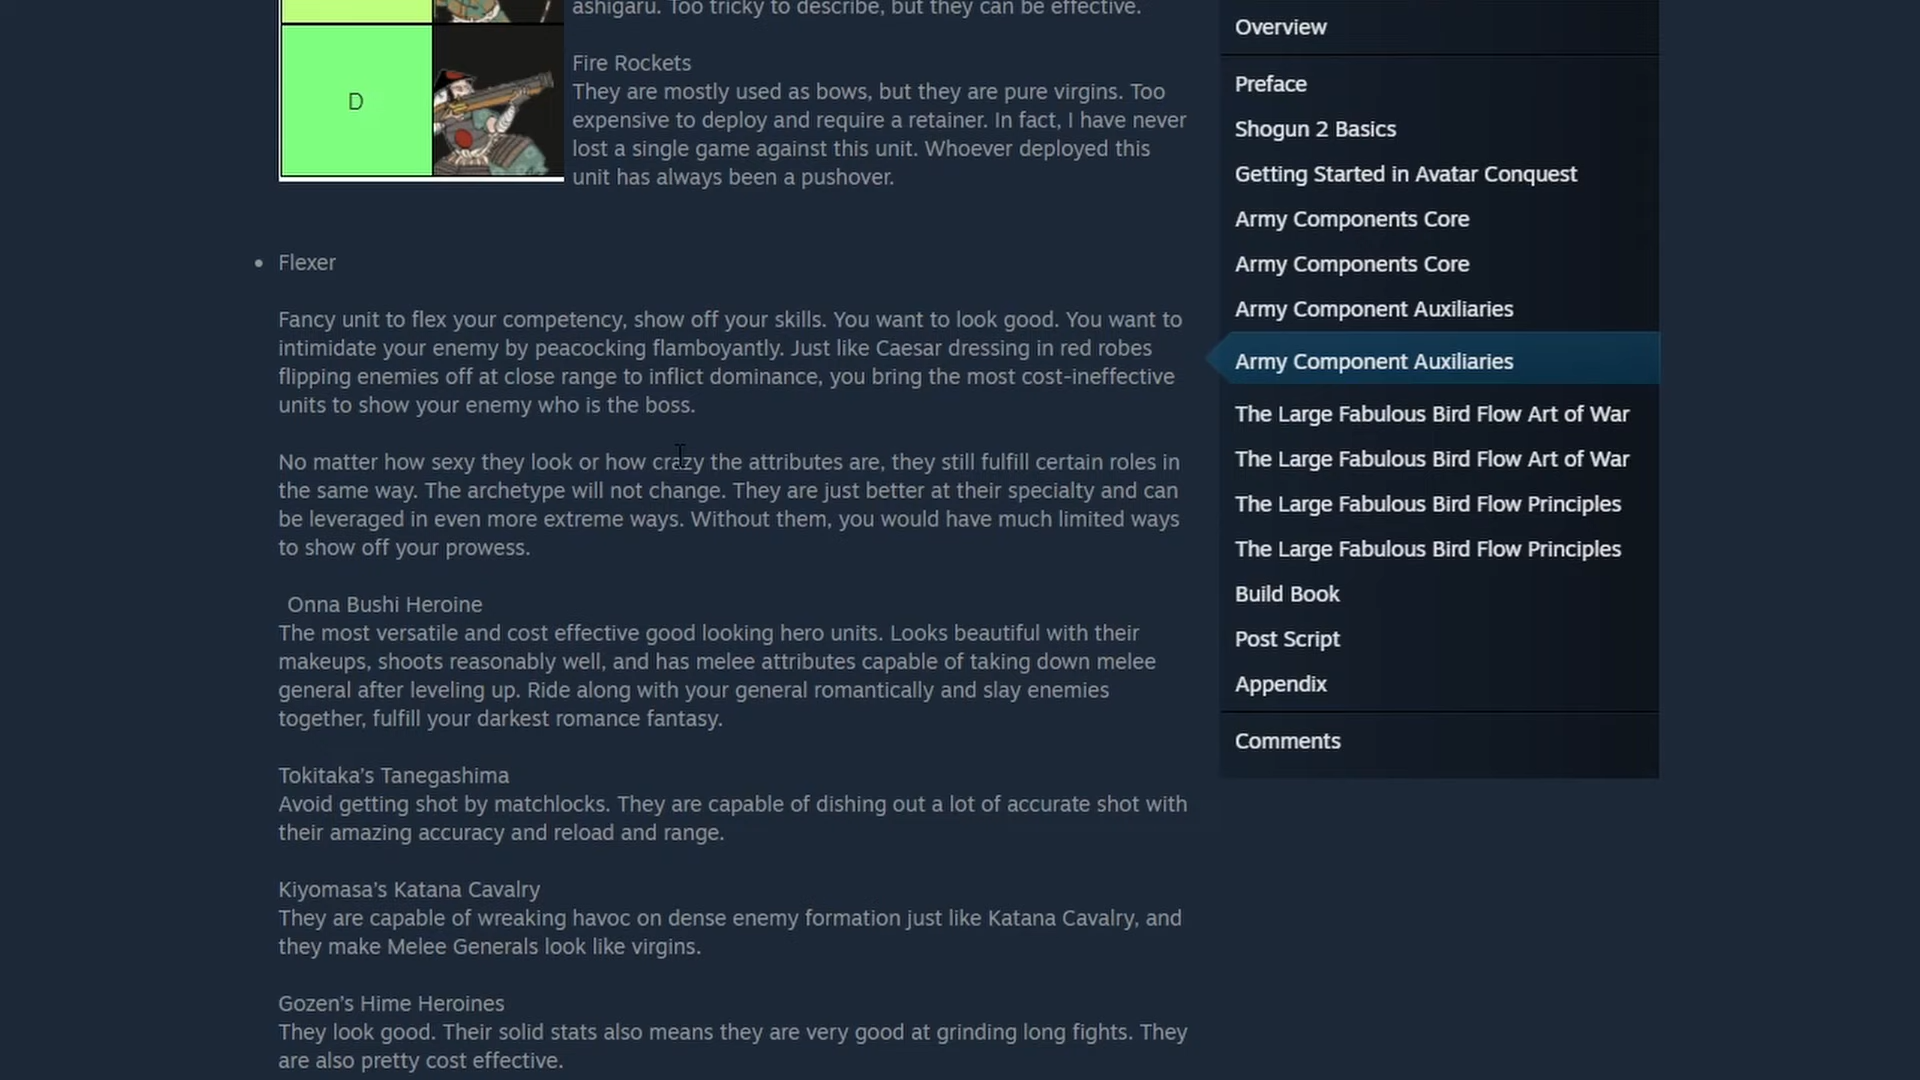 ashigaru. Too tricky to describe, but they can be effective.
D
Fire Rockets
They are mostly used as bows, but they are pure virgins. Too
expensive to deploy and require a retainer. In fact, I have never
lost a single game against this unit. Whoever deployed this
unit has always been a pushover.
• Flexer
Fancy unit to flex your competency, show off your skills. You want to look good. You want to
intimidate your enemy by peacocking flamboyantly. Just like Caesar dressing in red robes
flipping enemies off at close range to inflict dominance, you bring the most cost-ineffective
units to show your enemy who is the boss.
No matter how sexy they look or how crazy the attributes are, they still fulfill certain roles in
the same way. The archetype will not change. They are just better at their specialty and can
be leveraged in even more extreme ways. Without them, you would have much limited ways
to show off your prowess.
Onna Bushi Heroine
The most versatile and cost effective good looking hero units. Looks beautiful with their
makeups, shoots reasonably well, and has melee attributes capable of taking down melee
general after leveling up. Ride along with your general romantically and slay enemies
together, fulfill your darkest romance fantasy.
Tokitaka’s Tanegashima
Avoid getting shot by matchlocks. They are capable of dishing out a lot of accurate shot with
their amazing accuracy and reload and range.
Kiyomasa’s Katana Cavalry
They are capable of wreaking havoc on dense enemy formation just like Katana Cavalry, and
they make Melee Generals look like virgins.
Gozen’s Hime Heroines
They look good. Their solid stats also means they are very good at grinding long fights. They
are also pretty cost effective.
Overview
Preface
Shogun 2 Basics
Getting Started in Avatar Conquest
Army Components Core
Army Components Core
Army Component Auxiliaries
Army Component Auxiliaries
The Large Fabulous Bird Flow Art of War
The Large Fabulous Bird Flow Art of War
The Large Fabulous Bird Flow Principles
The Large Fabulous Bird Flow Principles
Build Book
Post Script
Appendix
Comments